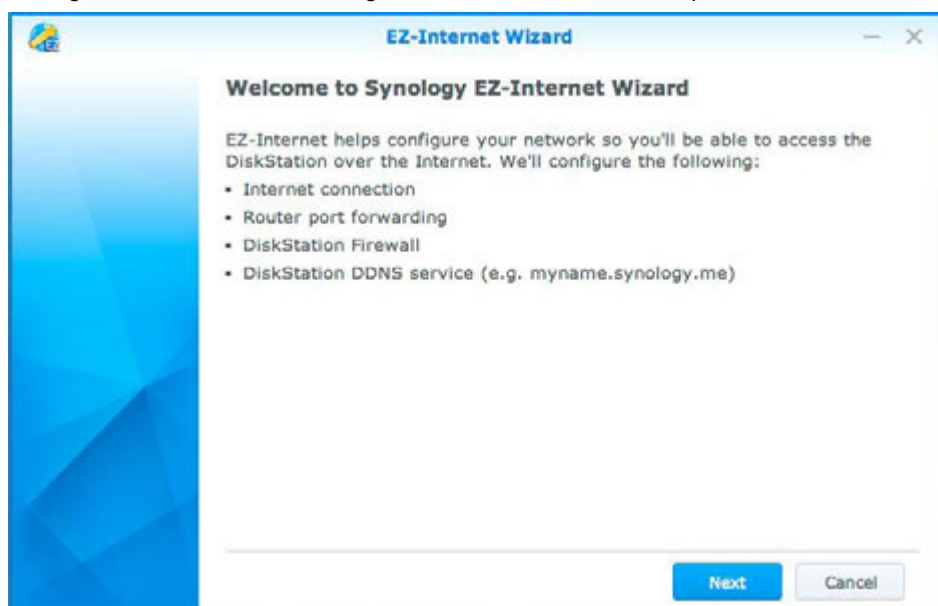 EZ-Internet Wizard
Welcome to Synology EZ-Internet Wizard
EZ-Internet helps configure your network so you'll be able to access the
DiskStation over the Internet. We'll configure the following:
▪ Internet connection
▪ Router port forwarding
▪ DiskStation Firewall
▪ DiskStation DDNS service (e.g. myname.synology.me)
Next Cancel